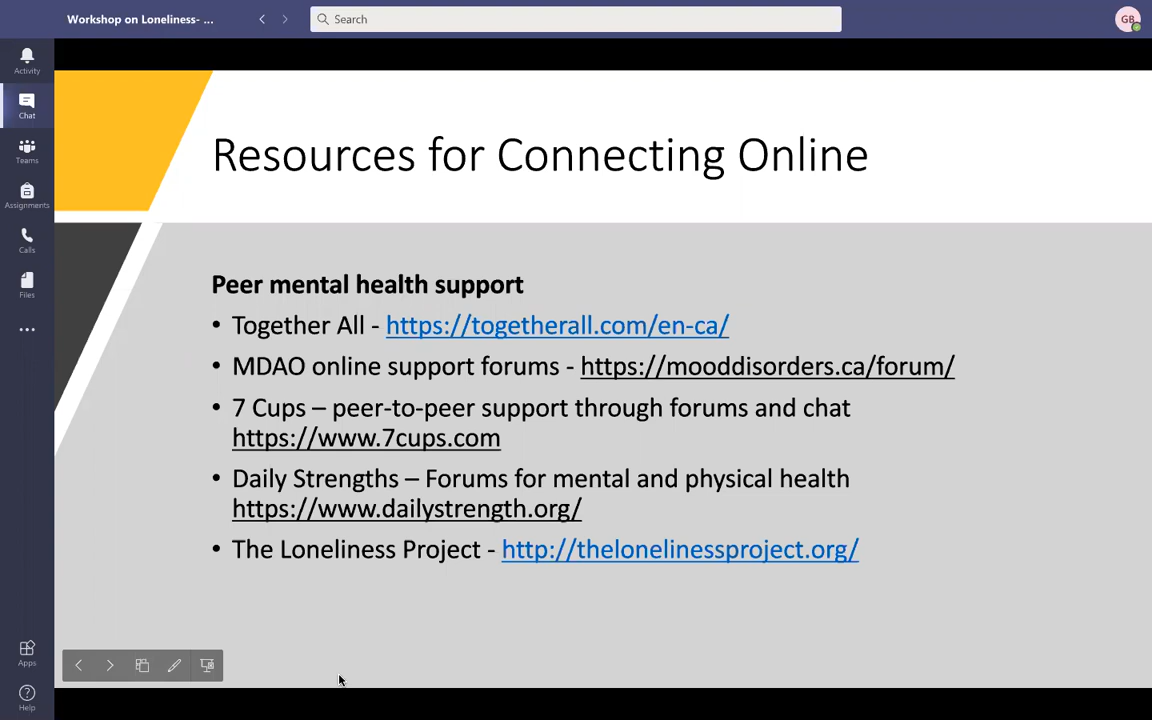 Workshop on Loneliness- ...
Search
GB
Activity
Chat
Teams
Assignments
Calls
Files
Apps
Help
Resources for Connecting Online
Peer mental health support
• Together All - https://togetherall.com/en-ca/
• MDAO online support forums - https://mooddisorders.ca/forum/
• 7 Cups – peer-to-peer support through forums and chat
https://www.7cups.com
• Daily Strengths – Forums for mental and physical health
https://www.dailystrength.org/
• The Loneliness Project - http://thelonelinessproject.org/